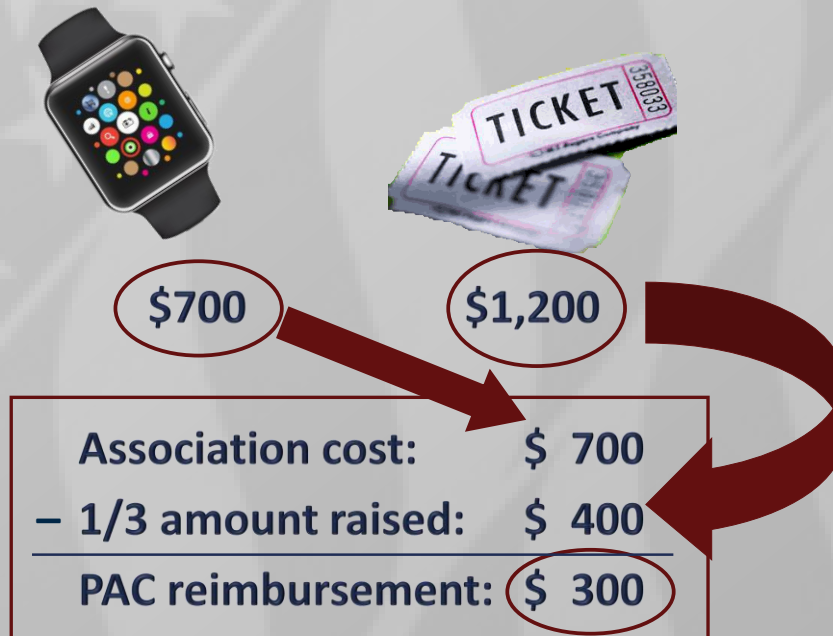 TICKET
358033
TICKET
$700
$1,200
Association cost: $ 700
– 1/3 amount raised: $ 400
PAC reimbursement: $ 300